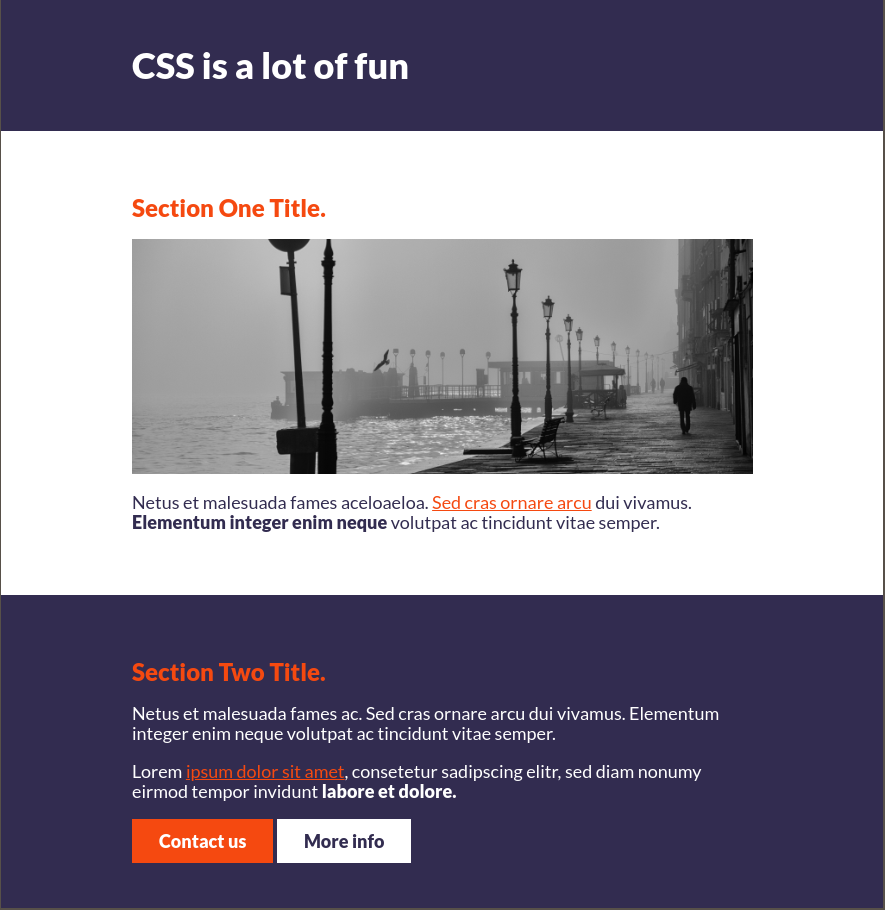 CSS is a lot of fun
Section One Title.
Netus et malesuada fames aceloaeloa. Sed cras ornare arcu dui vivamus.
Elementum integer enim neque volutpat ac tincidunt vitae semper.
Section Two Title.
Netus et malesuada fames ac. Sed cras ornare arcu dui vivamus. Elementum
integer enim neque volutpat ac tincidunt vitae semper.
Lorem ipsum dolor sit amet, consetetur sadipscing elitr, sed diam nonumy
eirmod tempor invidunt labore et dolore.
Contact us More info